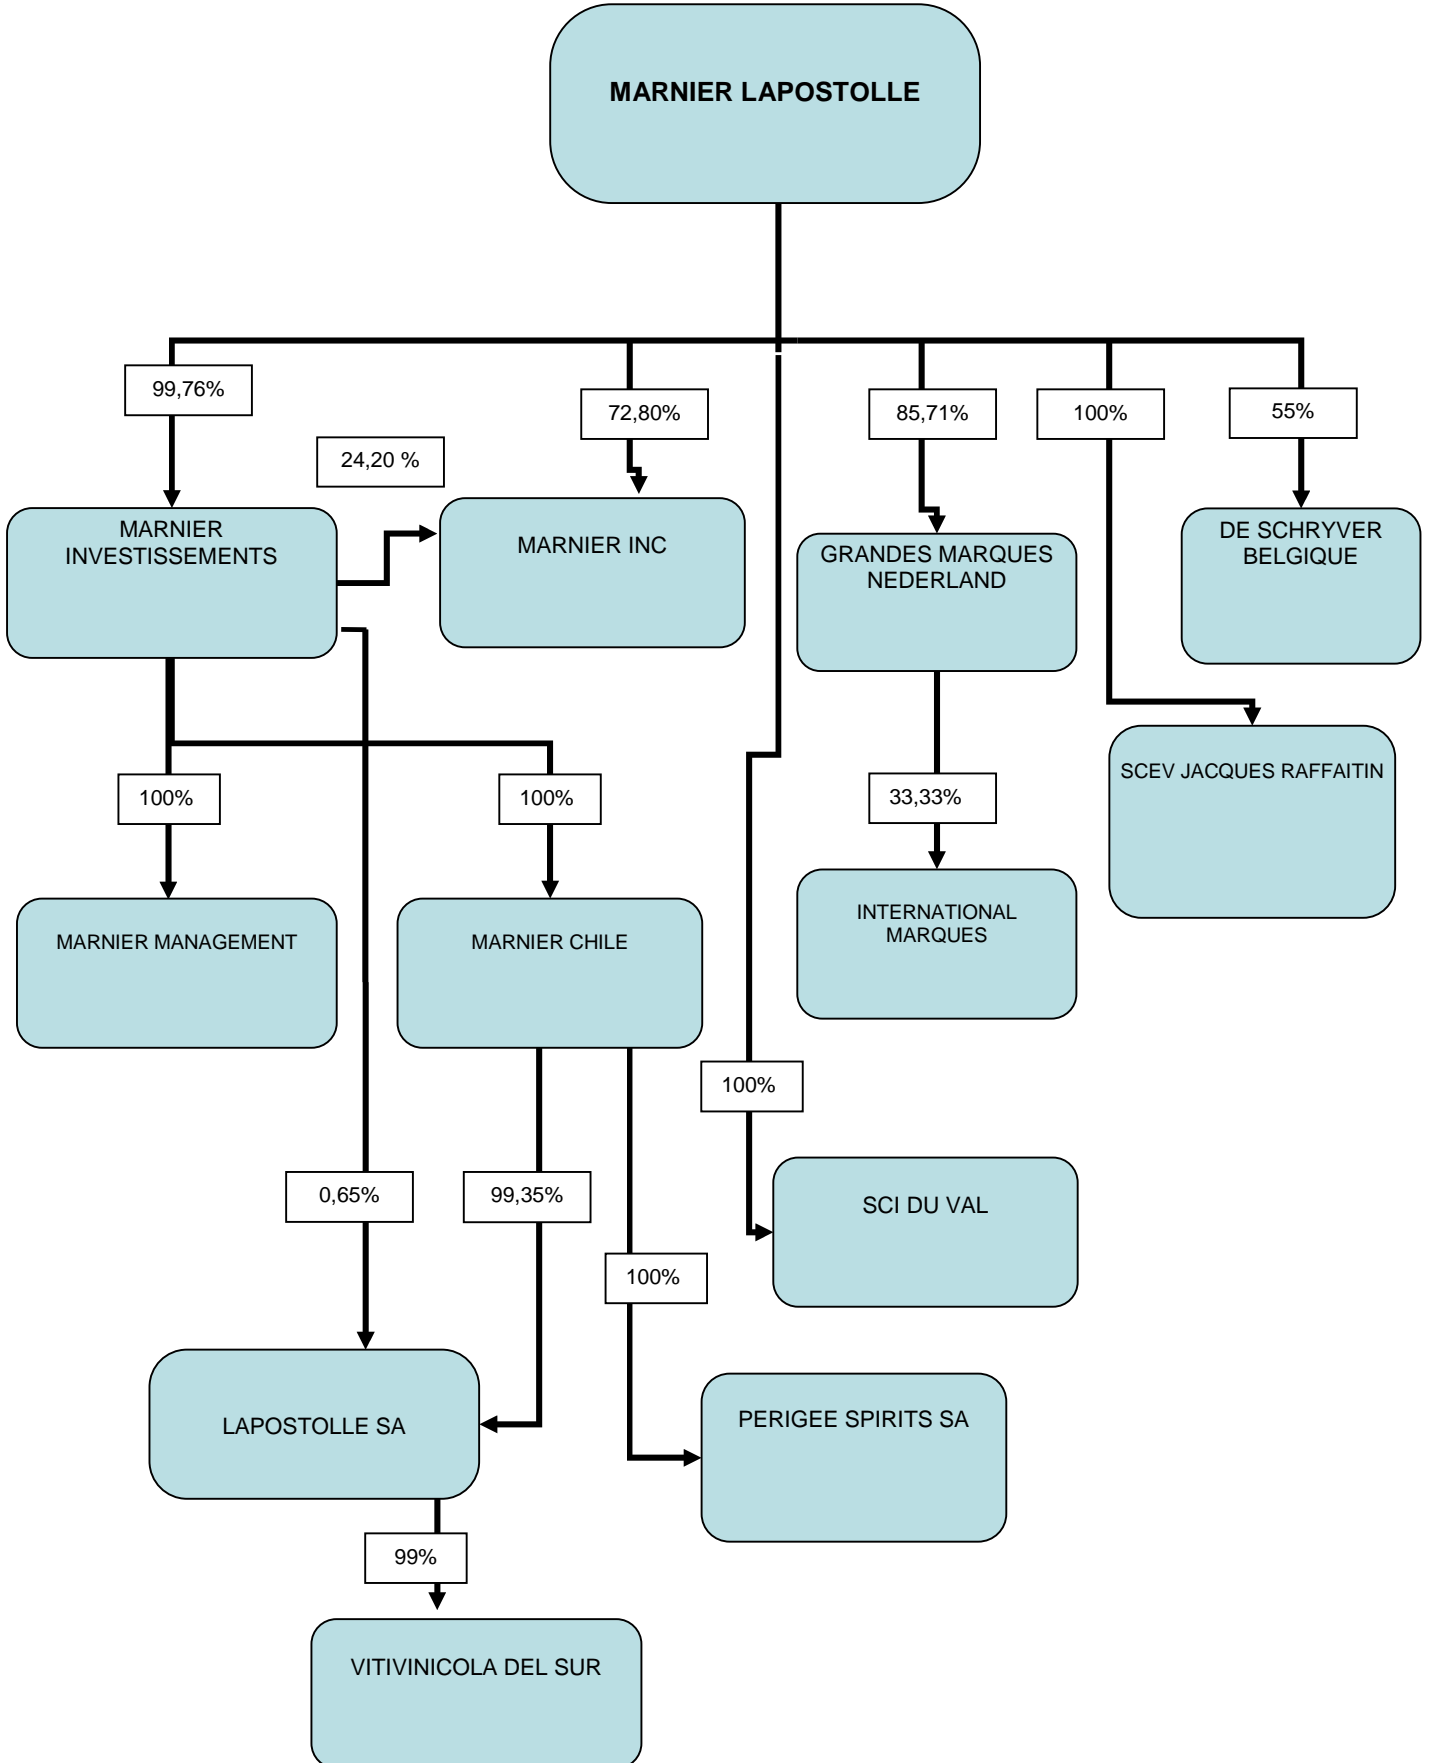 MARNIER LAPOSTOLLE
99,76%
72,80%
85,71%
100%
55%
24,20 %
MARNIER
INVESTISSEMENTS
MARNIER INC
GRANDES MARQUES
NEDERLAND
DE SCHRYVER
BELGIQUE
SCEV JACQUES RAFFAITIN
100%
100%
33,33%
MARNIER MANAGEMENT
MARNIER CHILE
INTERNATIONAL
MARQUES
100%
0,65%
99,35%
SCI DU VAL
100%
LAPOSTOLLE SA
PERIGEE SPIRITS SA
99%
VITIVINICOLA DEL SUR